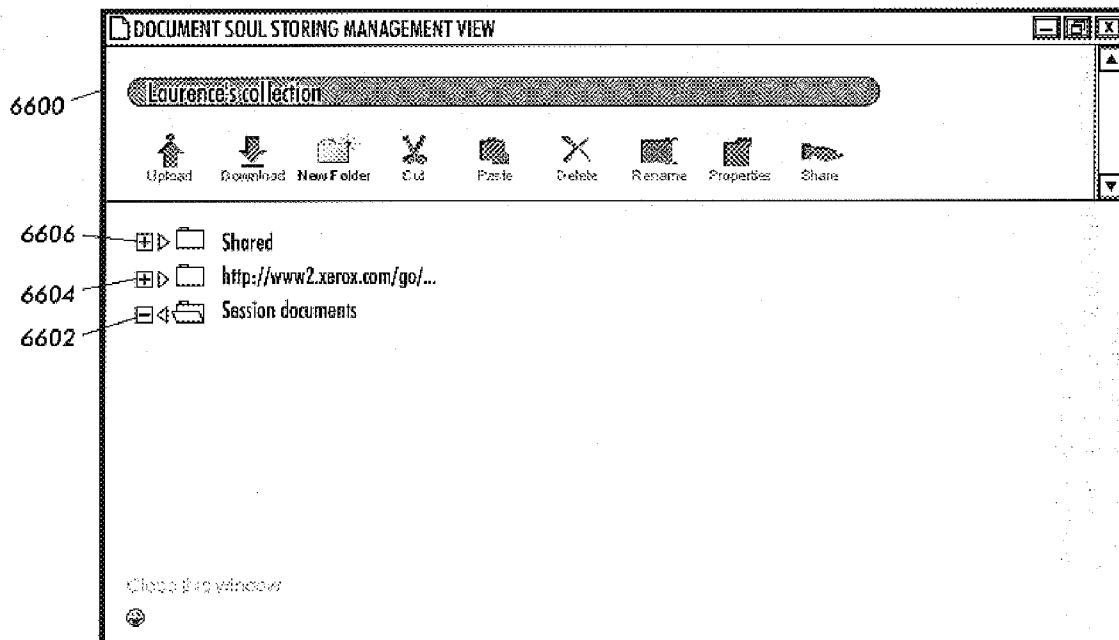 DOCUMENT SOUL STORING MANAGEMENT VIEW
6600
Laurence's collection
Upload Download New Folder Cut Paste Delete Rename Properties Share
6606
Shared
6604
http://www2.xerox.com/go/...
6602
Session documents
Close this window